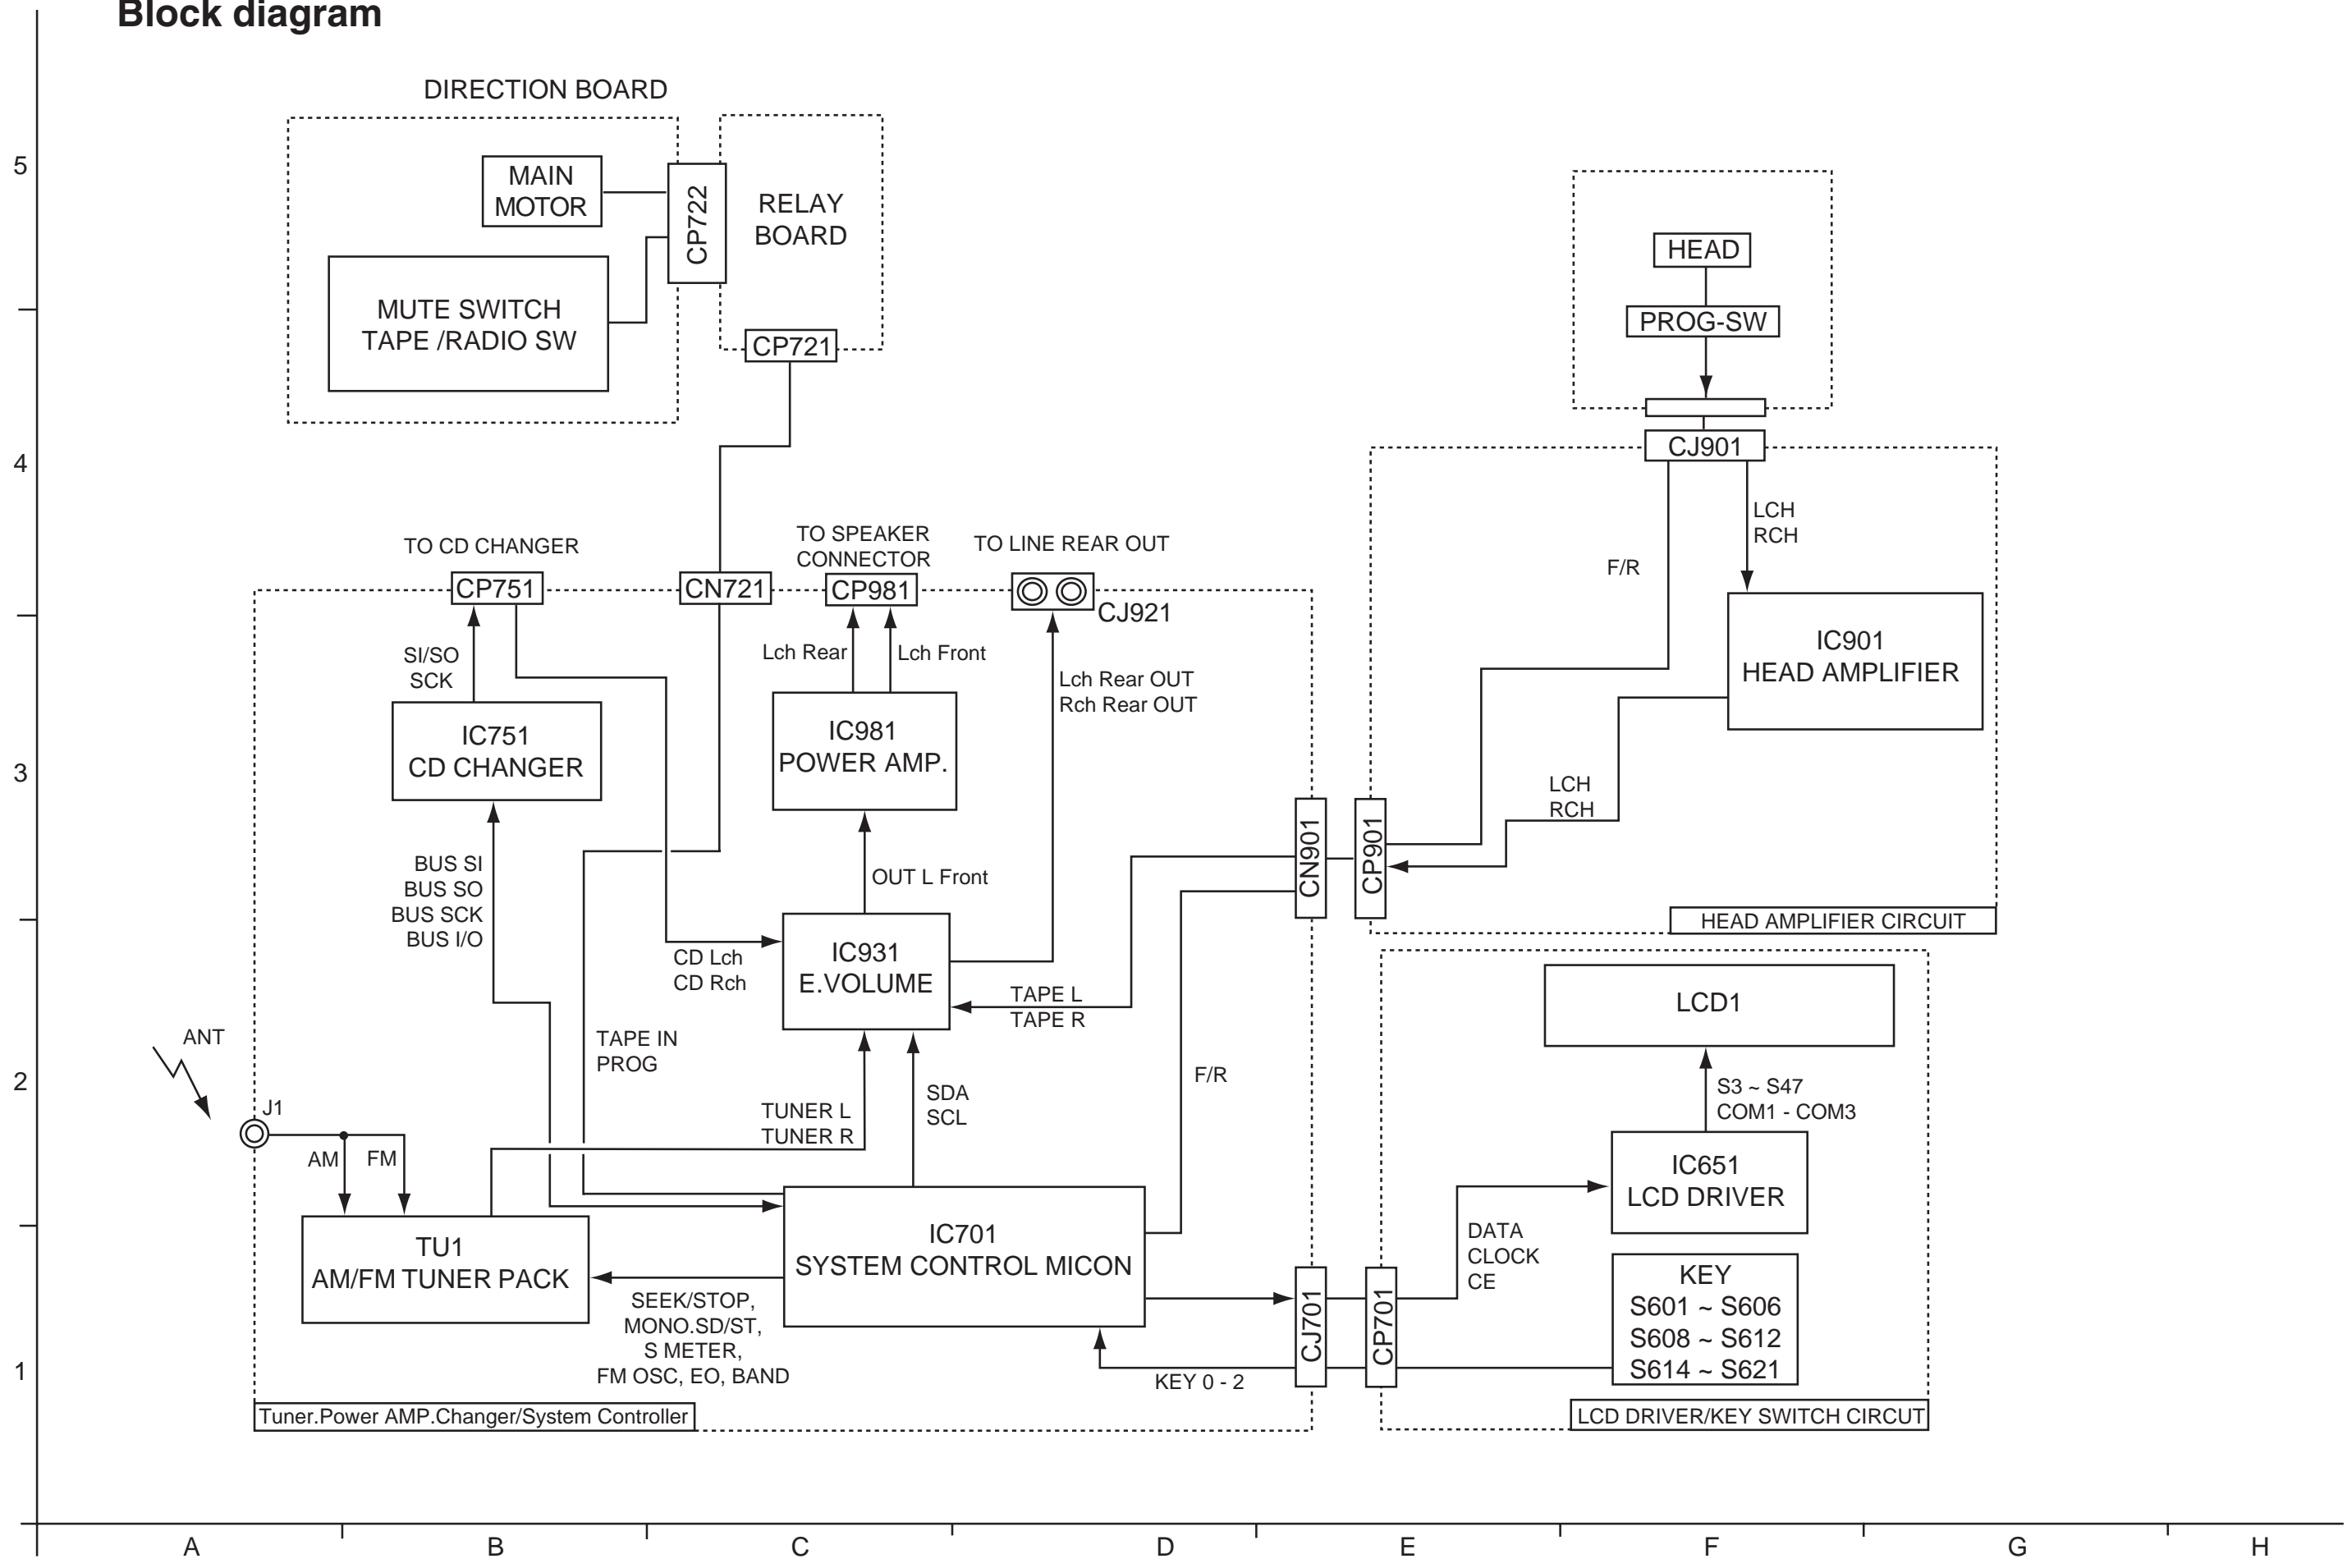 Block diagram
DIRECTION BOARD
5
MAIN
MOTOR
CP722
RELAY
BOARD
MUTE SWITCH
TAPE /RADIO SW
CP721
HEAD
PROG-SW
4
CJ901
LCH
RCH
F/R
TO CD CHANGER
TO SPEAKER
CONNECTOR
TO LINE REAR OUT
CP751
CN721
CP981
CJ921
SI/SO
SCK
Lch Rear
Lch Front
Lch Rear OUT
Rch Rear OUT
IC901
HEAD AMPLIFIER
3
IC751
CD CHANGER
IC981
POWER AMP.
LCH
RCH
CN901
CP901
BUS SI
BUS SO
BUS SCK
BUS I/O
OUT L Front
HEAD AMPLIFIER CIRCUIT
CD Lch
CD Rch
IC931
E.VOLUME
TAPE L
TAPE R
LCD1
ANT
2
TAPE IN
PROG
F/R
S3 ~ S47
COM1 - COM3
SDA
SCL
J1
TUNER L
TUNER R
AM
FM
IC651
LCD DRIVER
TU1
AM/FM TUNER PACK
IC701
SYSTEM CONTROL MICON
DATA
CLOCK
CE
KEY
S601 ~ S606
S608 ~ S612
S614 ~ S621
SEEK/STOP,
MONO.SD/ST,
S METER,
FM OSC, EO, BAND
CJ701
CP701
1
KEY 0 - 2
Tuner.Power AMP.Changer/System Controller
LCD DRIVER/KEY SWITCH CIRCUT
A B C D E F G H